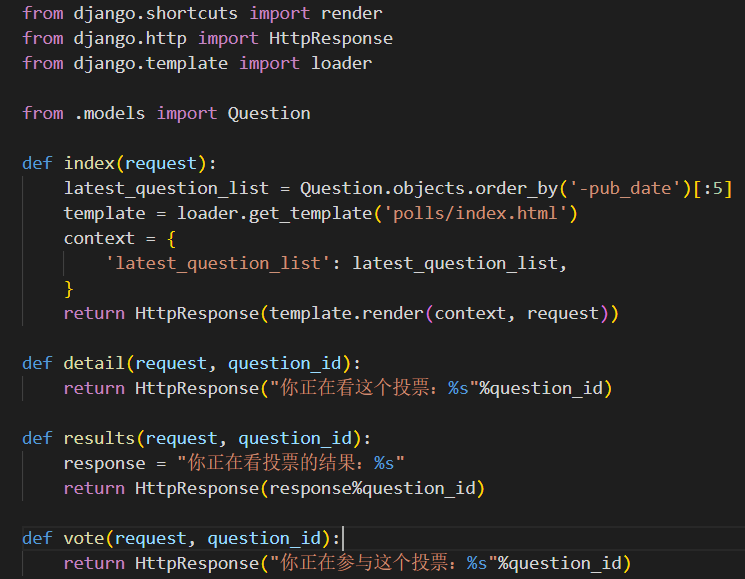 from django.shortcuts import render
from django.http import HttpResponse
from django.template import loader
from .models import Question
def index(request):
    latest_question_list = Question.objects.order_by('-pub_date')[:5]
    template = loader.get_template('polls/index.html')
    context = {
        'latest_question_list': latest_question_list,
    }
    return HttpResponse(template.render(context, request))
def detail(request, question_id):
    return HttpResponse("你正在看这个投票：%s"%question_id)
def results(request, question_id):
    response = "你正在看投票的结果：%s"
    return HttpResponse(response%question_id)
def vote(request, question_id):
    return HttpResponse("你正在参与这个投票：%s"%question_id)